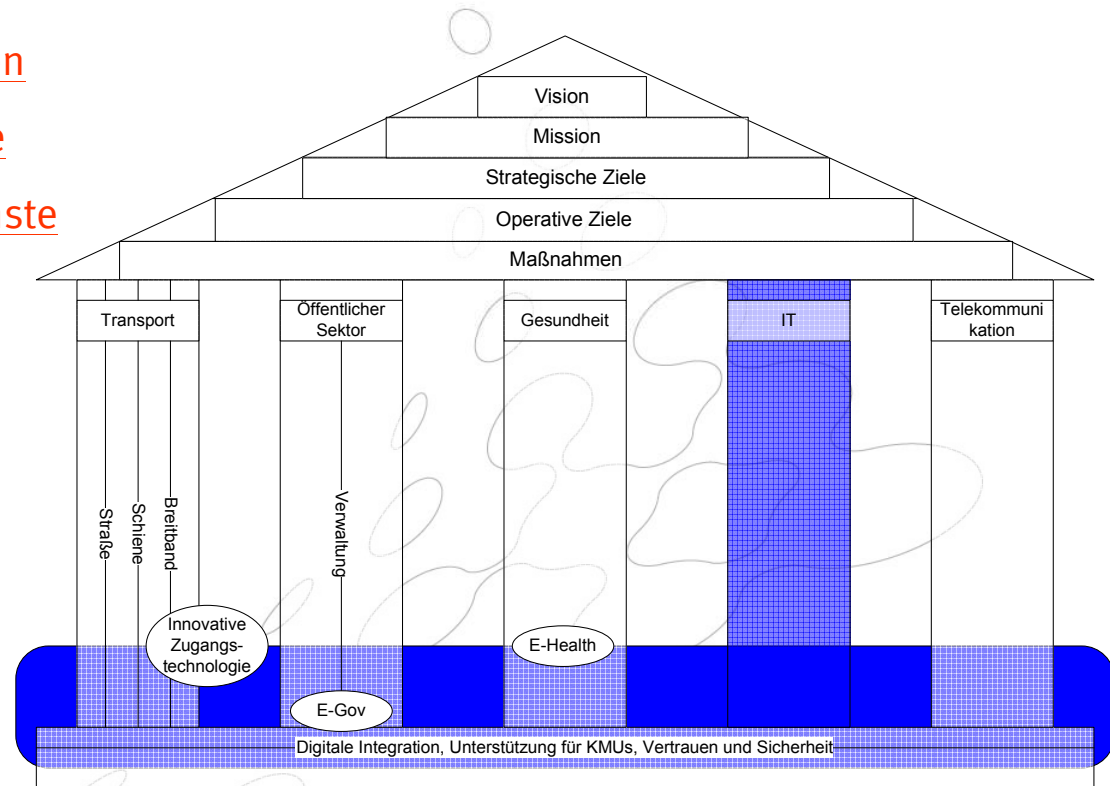 n
e
ste
Vision
Mission
Strategische Ziele
Operative Ziele
Maßnahmen
Transport
Öffentlicher
Sektor
Gesundheit
IT
Telekommuni
kation
Straße
Schiene
Breitband
Verwaltung
Innovative
Zugangs-
technologie
E-Health
E-Gov
Digitale Integration, Unterstützung für KMUs, Vertrauen und Sicherheit